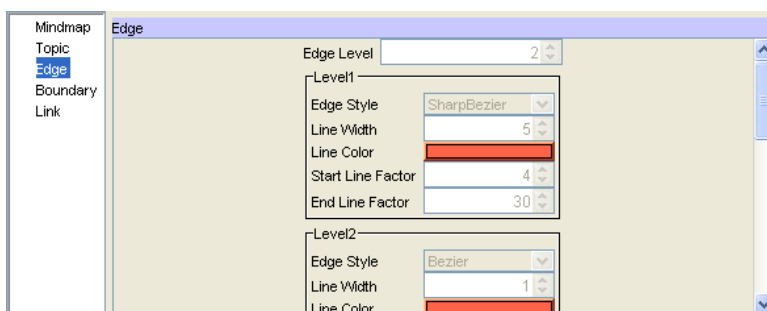 Mindmap
Topic
Edge
Boundary
Link
Edge
Edge Level 2
Level1
Edge Style SharpBezier
Line Width 5
Line Color
Start Line Factor 4
End Line Factor 30
Level2
Edge Style Bezier
Line Width 1
Line Color